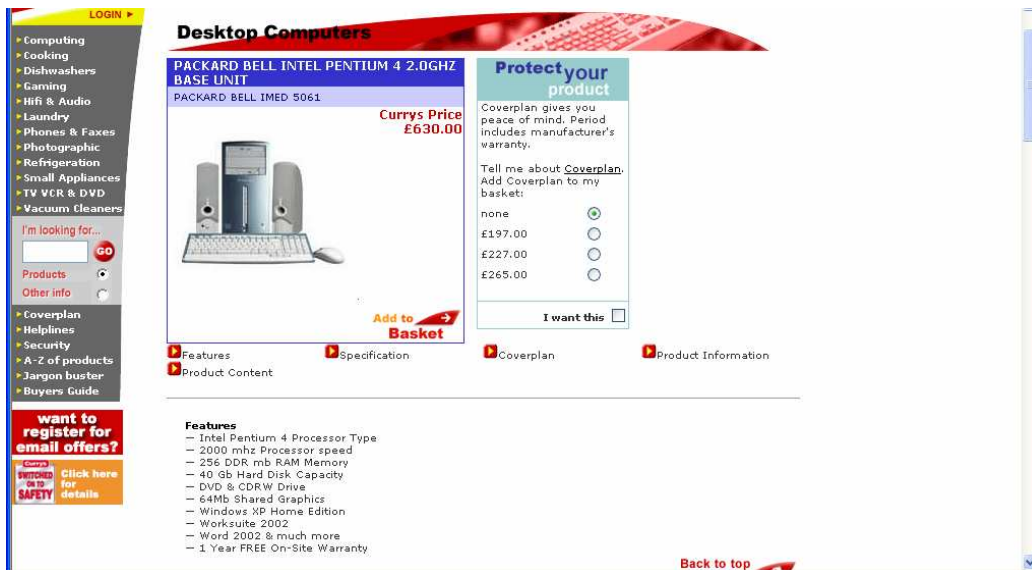 LOGIN
Computing
Cooking
Dishwashers
Gaming
Hifi & Audio
Laundry
Phones & Faxes
Photographic
Refrigeration
Small Appliances
TV VCR & DVD
Vacuum Cleaners
I'm looking for...
GO
Products
Other info
Coverplan
Helplines
Security
A-Z of products
Jargon buster
Buyers Guide
want to
register for
email offers?
Currys
SWITCHED
ON TO
SAFETY
Click here
for
details
Desktop Computers
PACKARD BELL INTEL PENTIUM 4 2.0GHZ
BASE UNIT
PACKARD BELL IMED 5061
Currys Price
£630.00
Add to
Basket
Protect your
product
Coverplan gives you
peace of mind. Period
includes manufacturer's
warranty.
Tell me about Coverplan.
Add Coverplan to my
basket:
none
£197.00
£227.00
£265.00
I want this
Features
Specification
Coverplan
Product Information
Product Content
Features
— Intel Pentium 4 Processor Type
— 2000 mhz Processor speed
— 256 DDR mb RAM Memory
— 40 Gb Hard Disk Capacity
— DVD & CDRW Drive
— 64Mb Shared Graphics
— Windows XP Home Edition
— Worksuite 2002
— Word 2002 & much more
— 1 Year FREE On-Site Warranty
Back to top